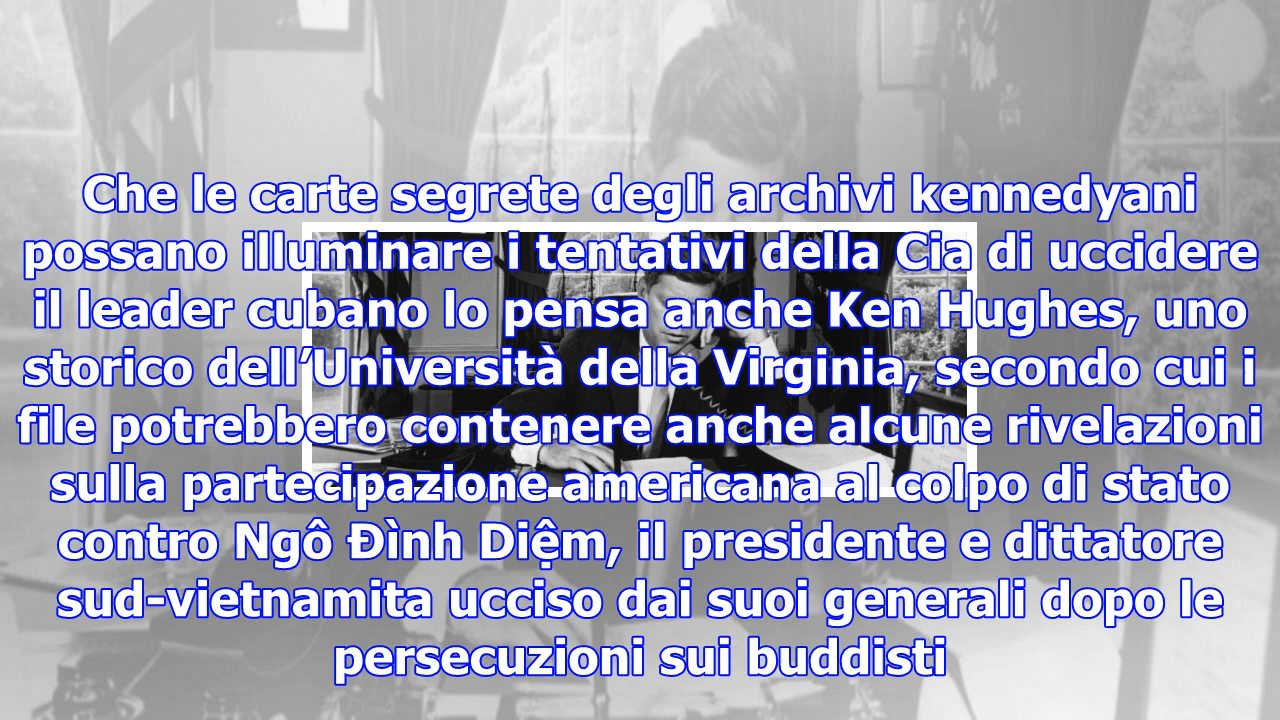 Che le carte segrete degli archivi kennedyani
possano illuminare i tentativi della Cia di uccidere
il leader cubano lo pensa anche Ken Hughes, uno
storico dell’Università della Virginia, secondo cui i
file potrebbero contenere anche alcune rivelazioni
sulla partecipazione americana al colpo di stato
contro Ngô Đình Diệm, il presidente e dittatore
sud-vietnamita ucciso dai suoi generali dopo le
persecuzioni sui buddisti